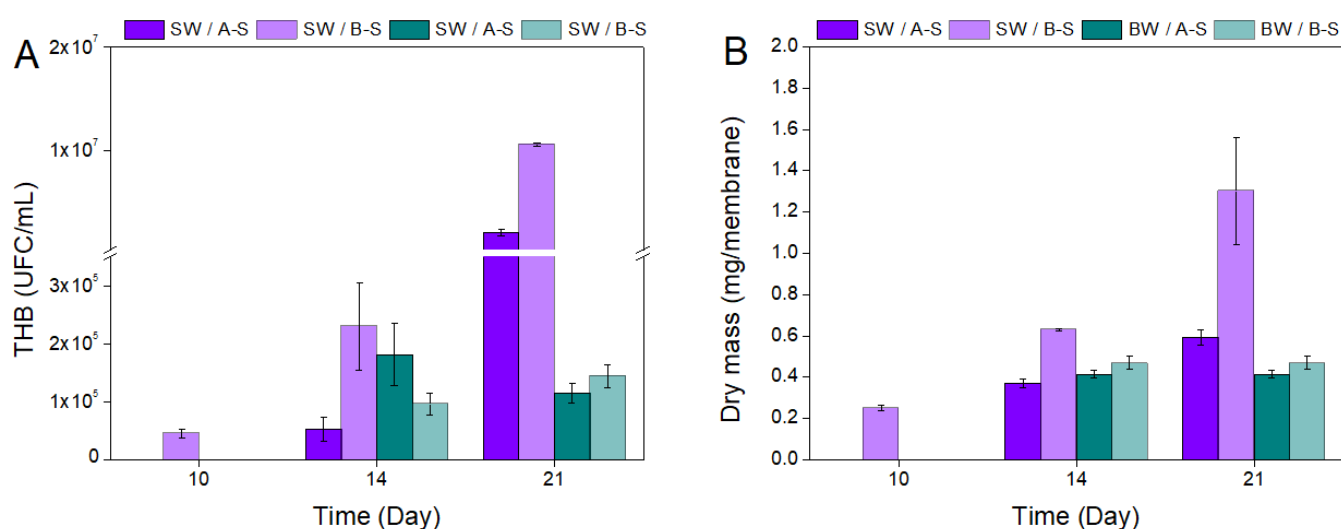 A
SW / A-S SW / B-S SW / A-S SW / B-S
THB (UFC/mL)
2x10⁷
1x10⁷
3x10⁵
2x10⁵
1x10⁵
0
10 14 21
Time (Day)
B
SW / A-S SW / B-S BW / A-S BW / B-S
Dry mass (mg/membrane)
2.0
1.8
1.6
1.4
1.2
1.0
0.8
0.6
0.4
0.2
0.0
10 14 21
Time (Day)